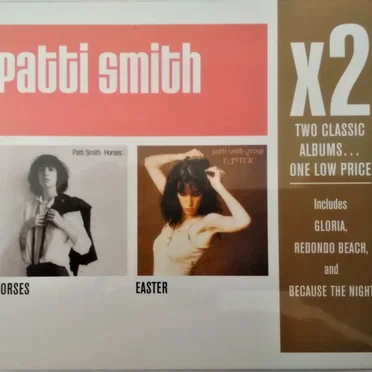 patti smith
x2
TWO CLASSIC
ALBUMS...
ONE LOW PRICE
Includes
GLORIA,
REDONDO BEACH,
and
BECAUSE THE NIGHT
Patti Smith Horses
patti smith group
EASTER
ORSES
EASTER